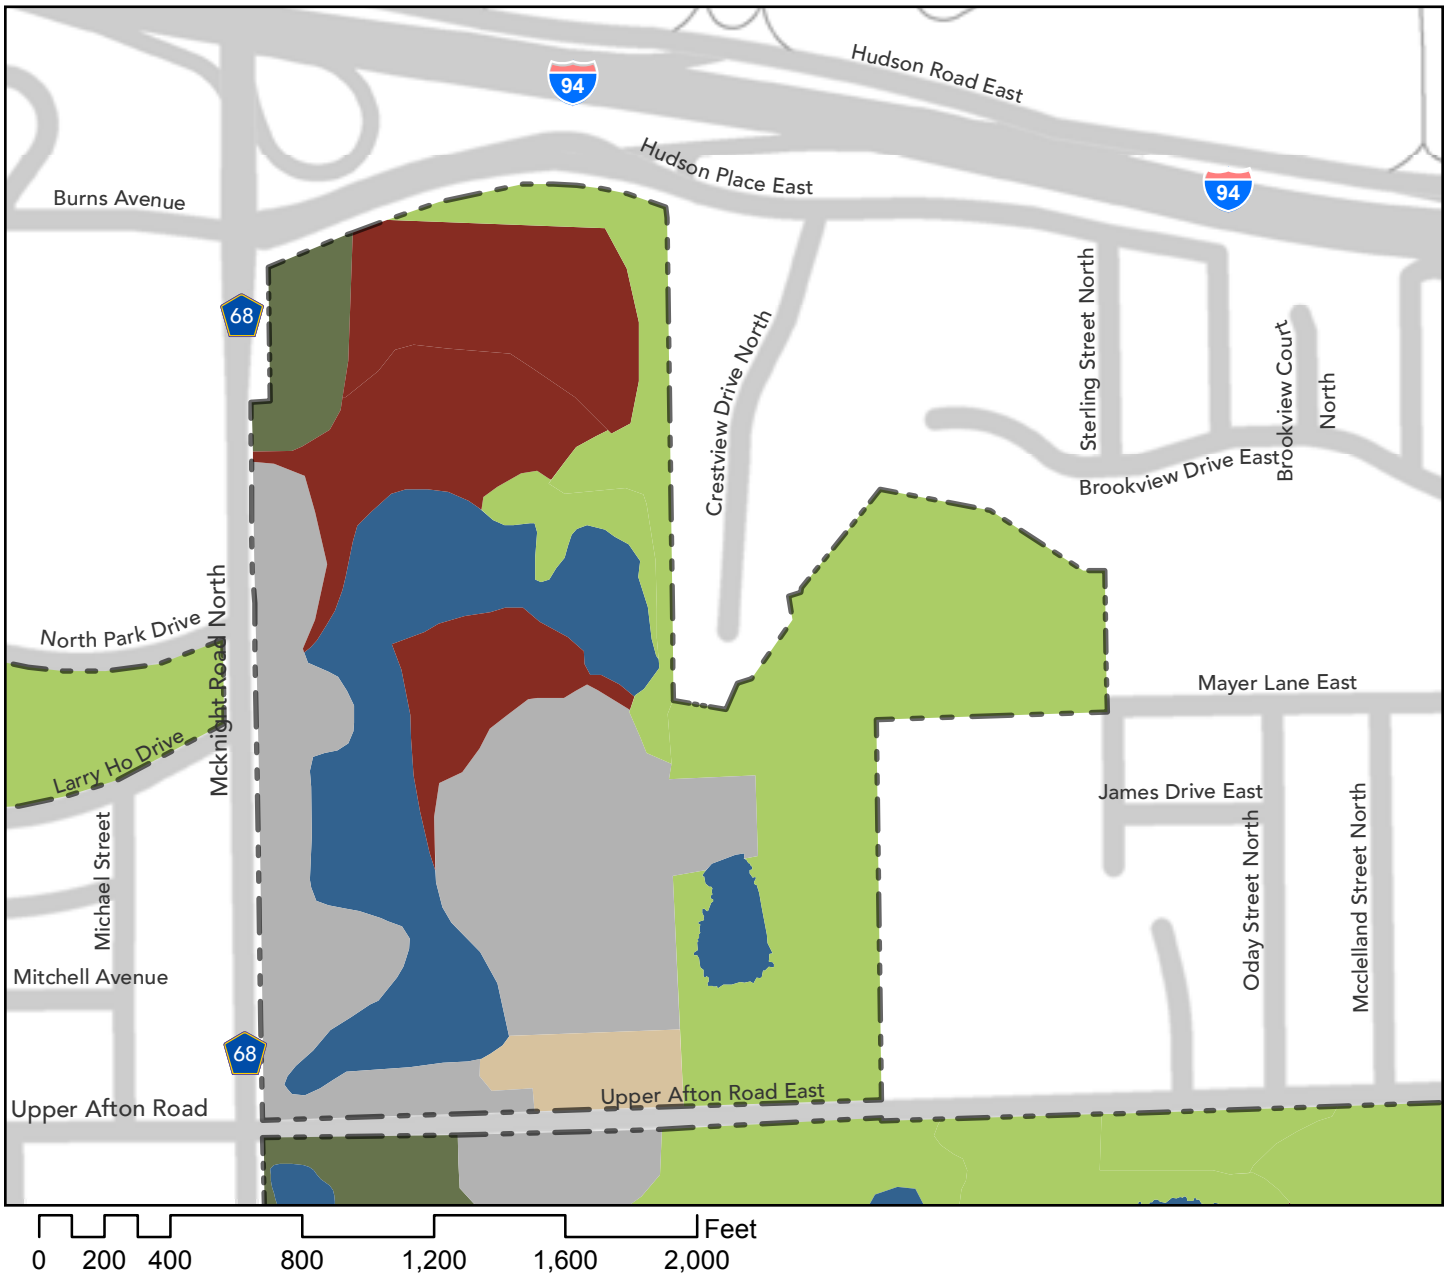 Hudson Road East
94
Hudson Place East
94
Burns Avenue
68
Crestview Drive North
Sterling Street North
Brookview Court
North
Brookview Drive East
North Park Drive
Mcknight Road North
Larry Ho Drive
Mayer Lane East
James Drive East
Michael Street
Oday Street North
Mcclelland Street North
Mitchell Avenue
68
Upper Afton Road
Upper Afton Road East
Feet
0 200 400 800 1,200 1,600 2,000